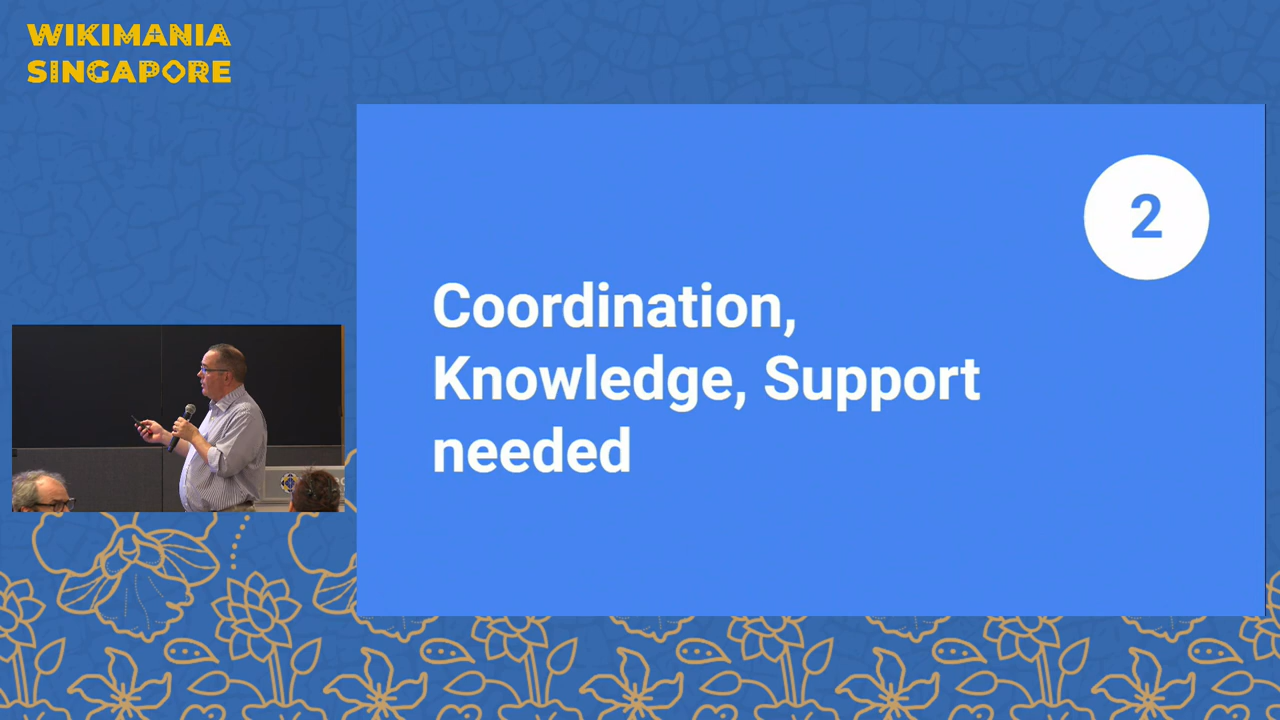 WIKIMANIA
SINGAPORE
2
Coordination,
Knowledge, Support
needed